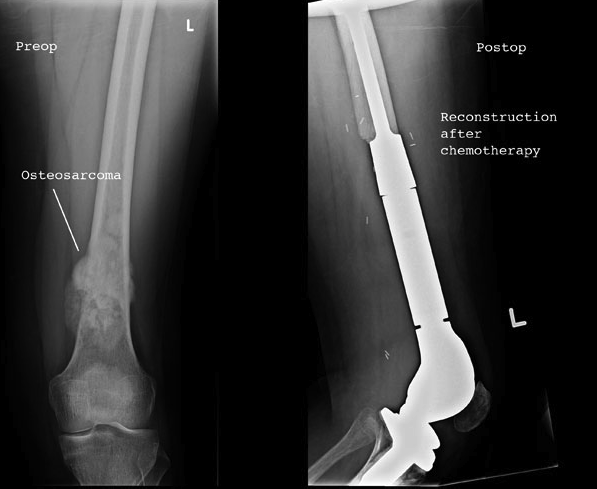 L
Preop
Osteosarcoma
Postop
Reconstruction
after
chemotherapy
L